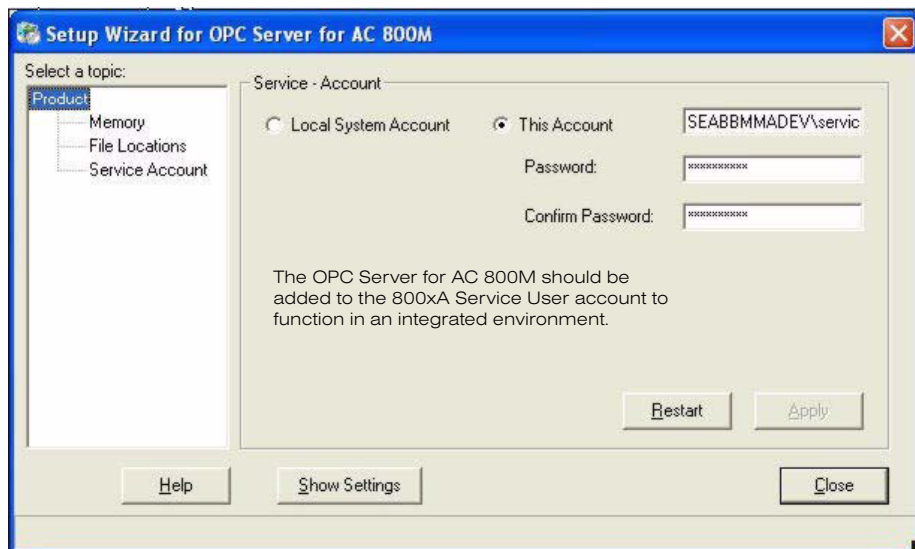 Setup Wizard for OPC Server for AC 800M
Select a topic:
Product
Memory
File Locations
Service Account
Service - Account
Local System Account
This Account
SEABBMMADEV\servic
Password:
××××××××××
Confirm Password:
××××××××××
The OPC Server for AC 800M should be
added to the 800xA Service User account to
function in an integrated environment.
Restart
Apply
Help
Show Settings
Close